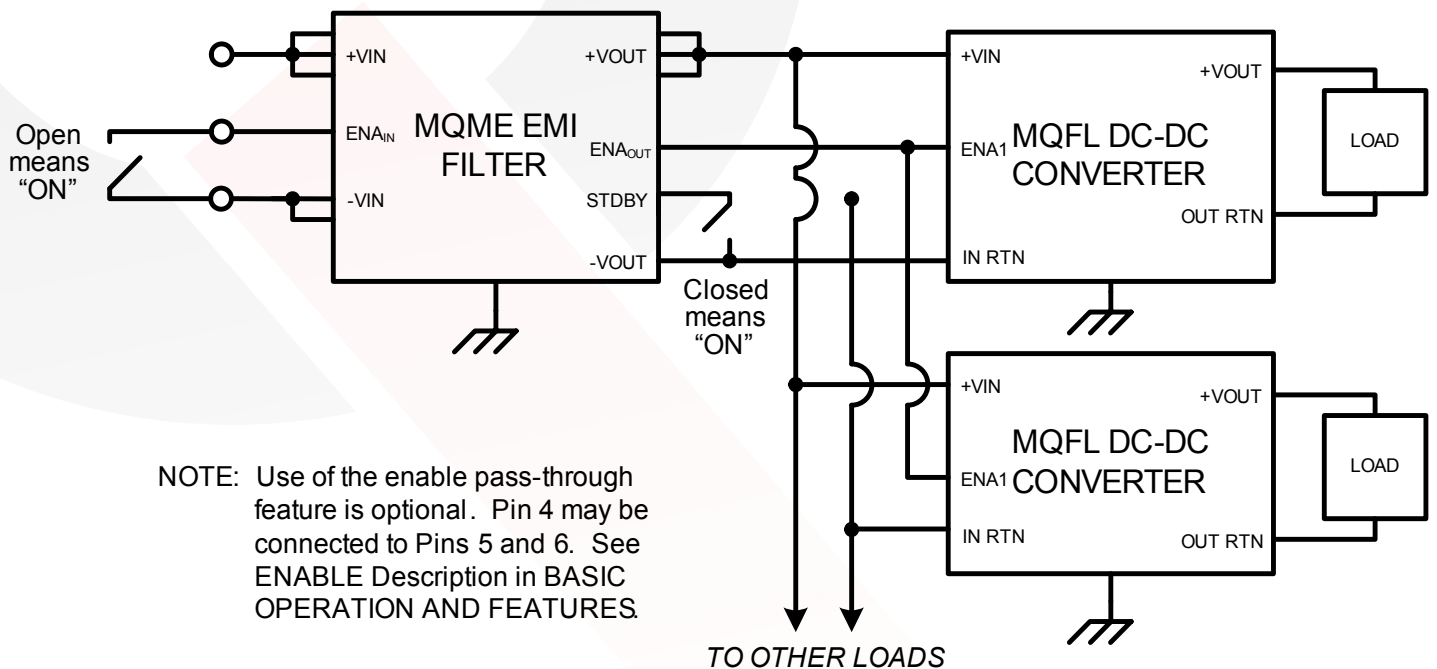 Open
means
“ON”
+VIN
ENAIN
-VIN
MQME EMI
FILTER
+VOUT
ENAOUT
STDBY
-VOUT
Closed
means
“ON”
+VIN
ENA1
IN RTN
MQFL DC-DC
CONVERTER
+VOUT
OUT RTN
LOAD
+VIN
ENA1
IN RTN
MQFL DC-DC
CONVERTER
+VOUT
OUT RTN
LOAD
NOTE: Use of the enable pass-through
feature is optional. Pin 4 may be
connected to Pins 5 and 6. See
ENABLE Description in BASIC
OPERATION AND FEATURES.
TO OTHER LOADS